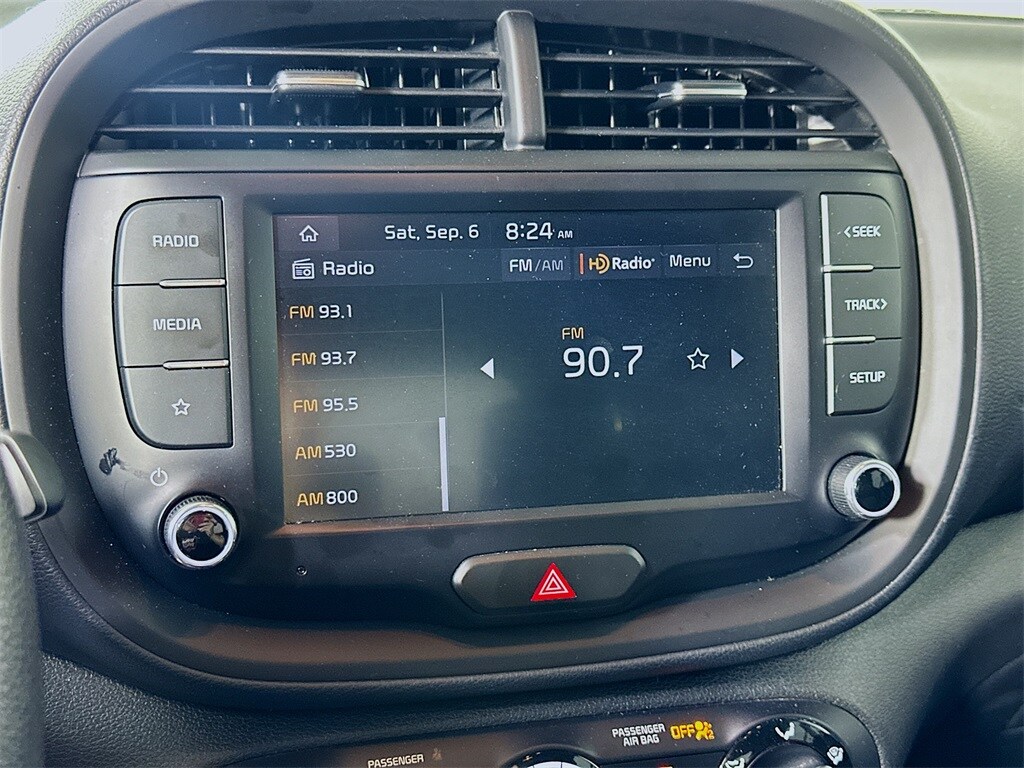 Sat, Sep. 6 8:24 AM
Radio FM/AM HD Radio Menu
FM 93.1
FM 93.7
FM 95.5
AM 530
AM 800
FM
90.7
RADIO
MEDIA
< SEEK
TRACK >
SETUP
PASSENGER
PASSENGER
AIR BAG
OFF
2